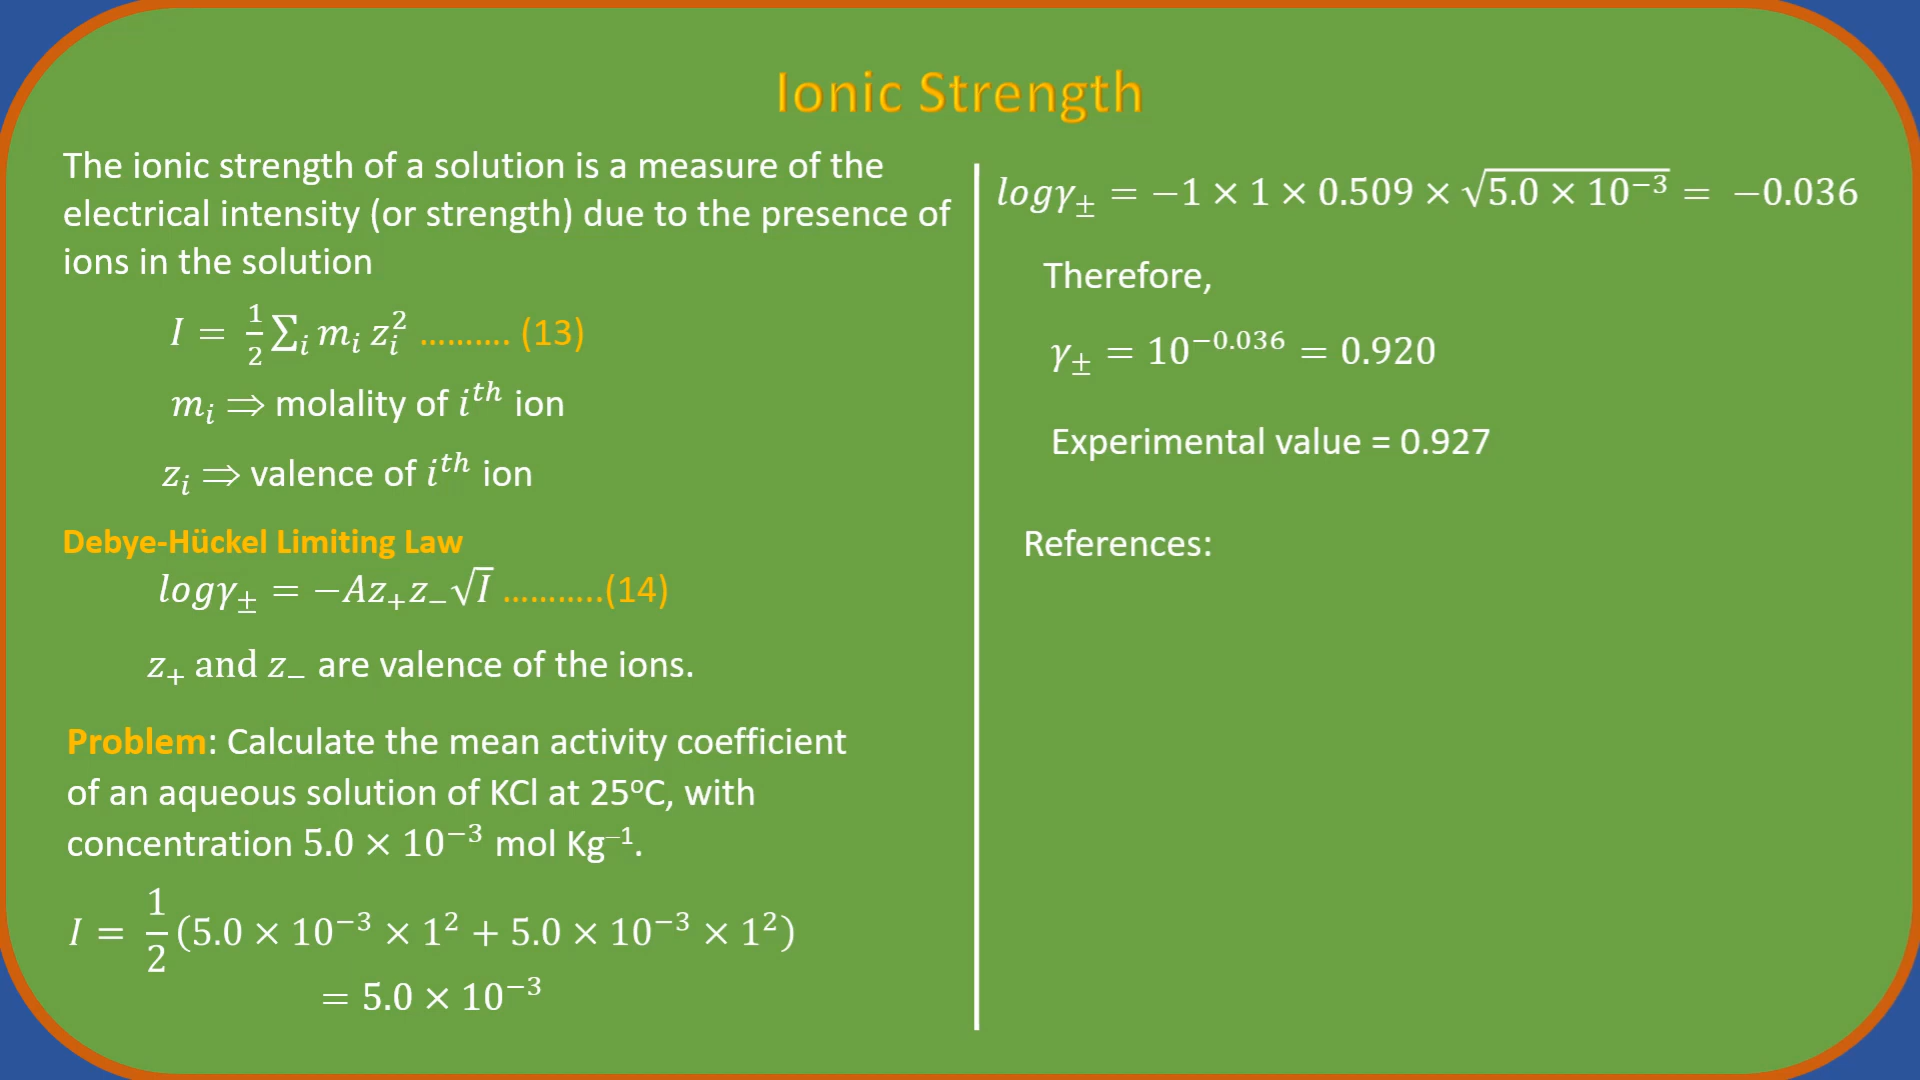 Ionic Strength
The ionic strength of a solution is a measure of the
electrical intensity (or strength) due to the presence of
ions in the solution
I = 1/2 ∑ᵢ mᵢ zᵢ² .......... (13)
mᵢ ⟹ molality of iᵗʰ ion
zᵢ ⟹ valence of iᵗʰ ion
Debye-Hückel Limiting Law
logγ± = −Az₊z₋√I ...........(14)
z₊ and z₋ are valence of the ions.
Problem: Calculate the mean activity coefficient
of an aqueous solution of KCl at 25ᵒC, with
concentration 5.0 × 10⁻³ mol Kg⁻¹.
I = 1/2 (5.0 × 10⁻³ × 1² + 5.0 × 10⁻³ × 1²)
= 5.0 × 10⁻³
logγ± = −1 × 1 × 0.509 × √(5.0 × 10⁻³) = −0.036
Therefore,
γ± = 10⁻⁰·⁰³⁶ = 0.920
Experimental value = 0.927
References: